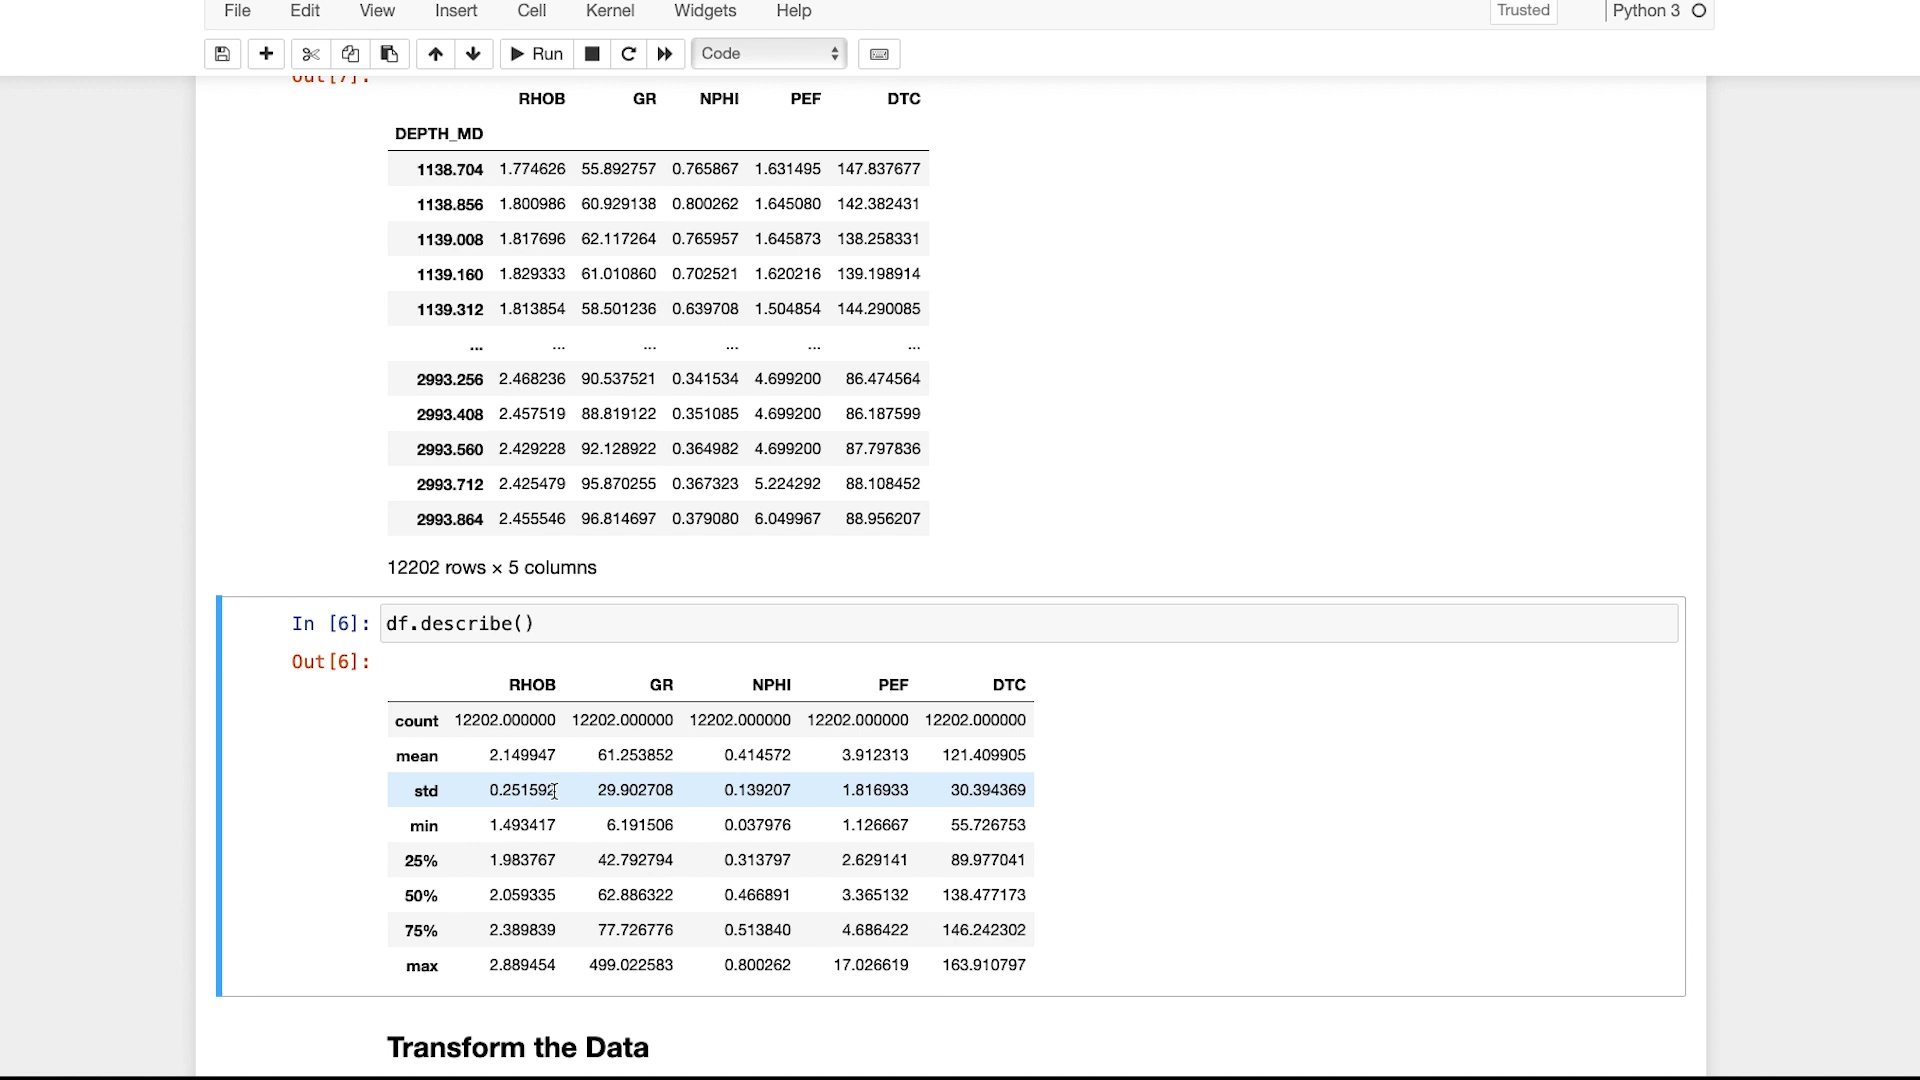 File Edit View Insert Cell Kernel Widgets Help Trusted Python 3
Run Code
Out[7]:
RHOB GR NPHI PEF DTC
DEPTH_MD
1138.704 1.774626 55.892757 0.765867 1.631495 147.837677
1138.856 1.800986 60.929138 0.800262 1.645080 142.382431
1139.008 1.817696 62.117264 0.765957 1.645873 138.258331
1139.160 1.829333 61.010860 0.702521 1.620216 139.198914
1139.312 1.813854 58.501236 0.639708 1.504854 144.290085
... ... ... ... ... ...
2993.256 2.468236 90.537521 0.341534 4.699200 86.474564
2993.408 2.457519 88.819122 0.351085 4.699200 86.187599
2993.560 2.429228 92.128922 0.364982 4.699200 87.797836
2993.712 2.425479 95.870255 0.367323 5.224292 88.108452
2993.864 2.455546 96.814697 0.379080 6.049967 88.956207
12202 rows × 5 columns
In [6]: df.describe()
Out[6]:
RHOB GR NPHI PEF DTC
count 12202.000000 12202.000000 12202.000000 12202.000000 12202.000000
mean 2.149947 61.253852 0.414572 3.912313 121.409905
std 0.251592 29.902708 0.139207 1.816933 30.394369
min 1.493417 6.191506 0.037976 1.126667 55.726753
25% 1.983767 42.792794 0.313797 2.629141 89.977041
50% 2.059335 62.886322 0.466891 3.365132 138.477173
75% 2.389839 77.726776 0.513840 4.686422 146.242302
max 2.889454 499.022583 0.800262 17.026619 163.910797
Transform the Data